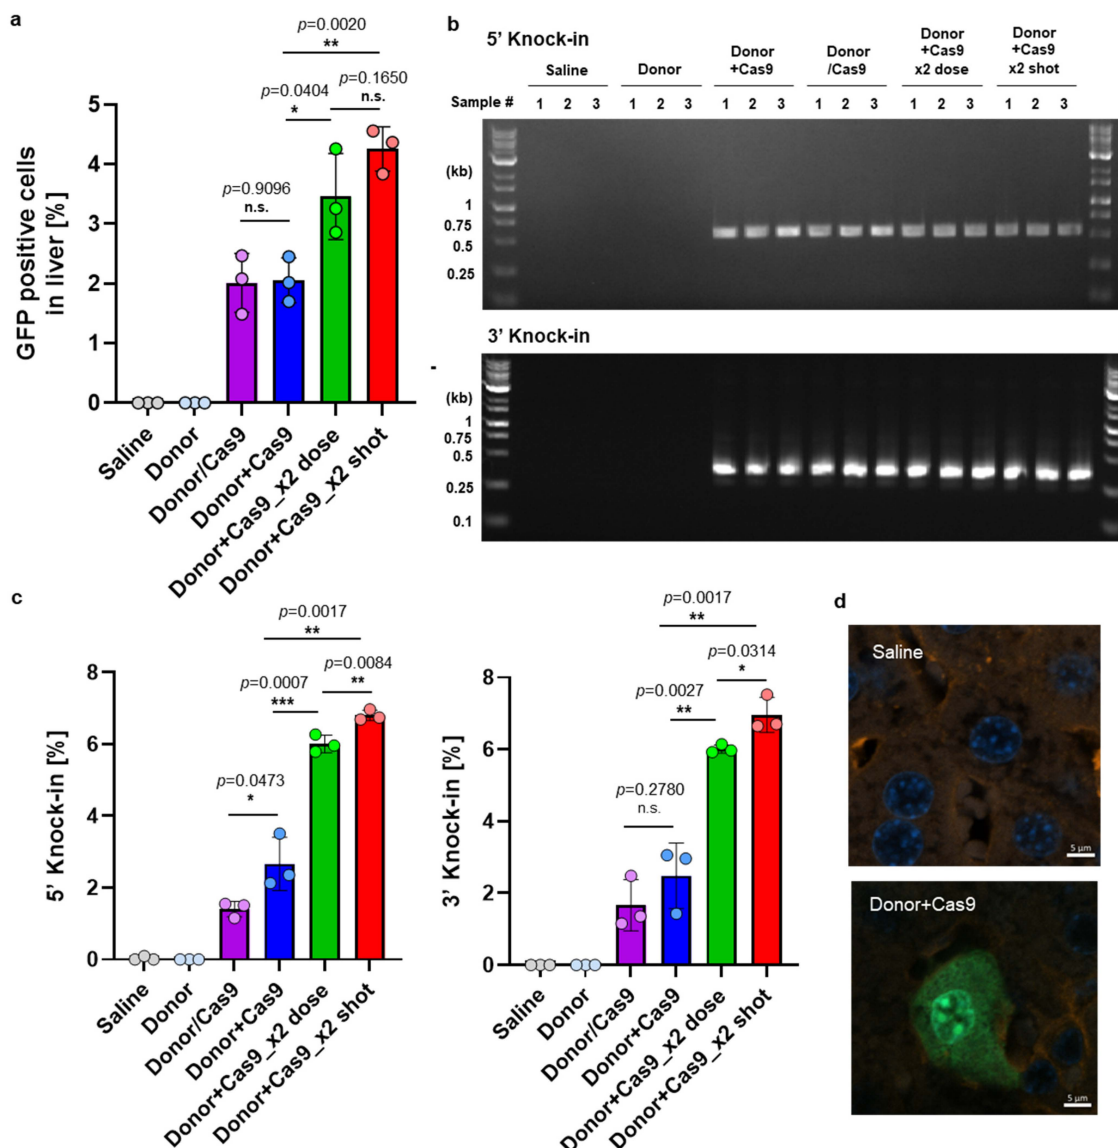 a
p=0.0020
**
p=0.0404
*
p=0.1650
n.s.
p=0.9096
n.s.
GFP positive cells
in liver [%]
5
4
3
2
1
0
Saline
Donor
Donor/Cas9
Donor+Cas9
Donor+Cas9_x2 dose
Donor+Cas9_x2 shot
b
5’ Knock-in
Saline
Donor
Donor
+Cas9
Donor
/Cas9
Donor
+Cas9
x2 dose
Donor
+Cas9
x2 shot
Sample # 1 2 3 1 2 3 1 2 3 1 2 3 1 2 3 1 2 3
(kb)
1
0.75
0.5
0.25
3’ Knock-in
-
(kb)
1
0.75
0.5
0.25
0.1
c
p=0.0017
**
p=0.0007
***
p=0.0084
**
p=0.0473
*
5’ Knock-in [%]
8
6
4
2
0
Saline
Donor
Donor/Cas9
Donor+Cas9
Donor+Cas9_x2 dose
Donor+Cas9_x2 shot
p=0.0017
**
p=0.0314
*
p=0.0027
**
p=0.2780
n.s.
3’ Knock-in [%]
8
6
4
2
0
Saline
Donor
Donor/Cas9
Donor+Cas9
Donor+Cas9_x2 dose
Donor+Cas9_x2 shot
d
Saline
5 µm
Donor+Cas9
5 µm